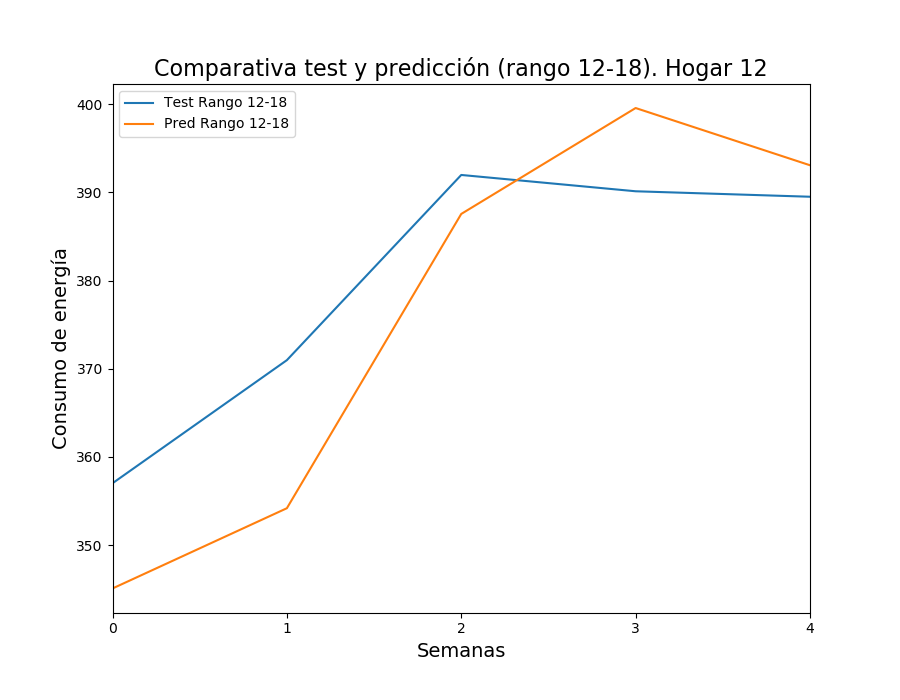 Comparativa test y predicción (rango 12-18). Hogar 12
Test Rango 12-18
Pred Rango 12-18
400
390
380
370
360
350
Consumo de energía
0 1 2 3 4
Semanas